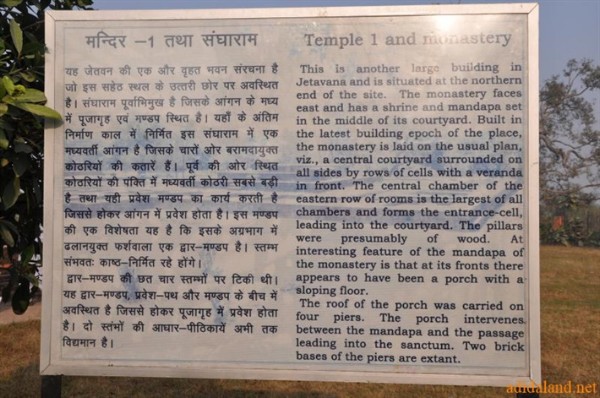 मन्दिर -1 तथा संघाराम
यह जेतवन की एक और वृहत भवन संरचना है
जो इस सहेठ स्थल के उत्तरी छोर पर अवस्थित
है। संघाराम पूर्वाभिमुख है जिसके आंगन के मध्य
में पूजागृह एवं मण्डप स्थित है। यहाँ के अंतिम
निर्माण काल में निर्मित इस संघाराम में एक
मध्यवर्ती आंगन है जिसके चारों ओर बरामदायुक्त
कोठरियों की कतारें हैं। पूर्व की ओर स्थित
कोठरियों की पंक्ति में मध्यवर्ती कोठरी सबसे बड़ी
है तथा यही प्रवेश मण्डप का कार्य करती है
जिससे होकर आंगन में प्रवेश होता है। इस मण्डप
की एक विशेषता यह है कि इसके अग्रभाग में
ढलानयुक्त फर्शवाला एक द्वार-मण्डप है। स्तम्भ
संभवतः काष्ठ-निर्मित रहे होंगे।
द्वार-मण्डप की छत चार स्तम्भों पर टिकी थी।
यह द्वार-मण्डप, प्रवेश-पथ और मण्डप के बीच में
अवस्थित है जिससे होकर पूजागृह में प्रवेश होता
है। दो स्तंभों की आधार-पीठिकायें अभी तक
विद्यमान है।
Temple 1 and monastery
This is another large building in
Jetavana and is situated at the northern
end of the site. The monastery faces
east and has a shrine and mandapa set
in the middle of its courtyard. Built in
the latest building epoch of the place,
the monastery is laid on the usual plan,
viz., a central courtyard surrounded on
all sides by rows of cells with a veranda
in front. The central chamber of the
eastern row of rooms is the largest of all
chambers and forms the entrance-cell,
leading into the courtyard. The pillars
were presumably of wood. At
interesting feature of the mandapa of
the monastery is that at its fronts there
appears to have been a porch with a
sloping floor.
The roof of the porch was carried on
four piers. The porch intervenes
between the mandapa and the passage
leading into the sanctum. Two brick
bases of the piers are extant.
adidaland.net